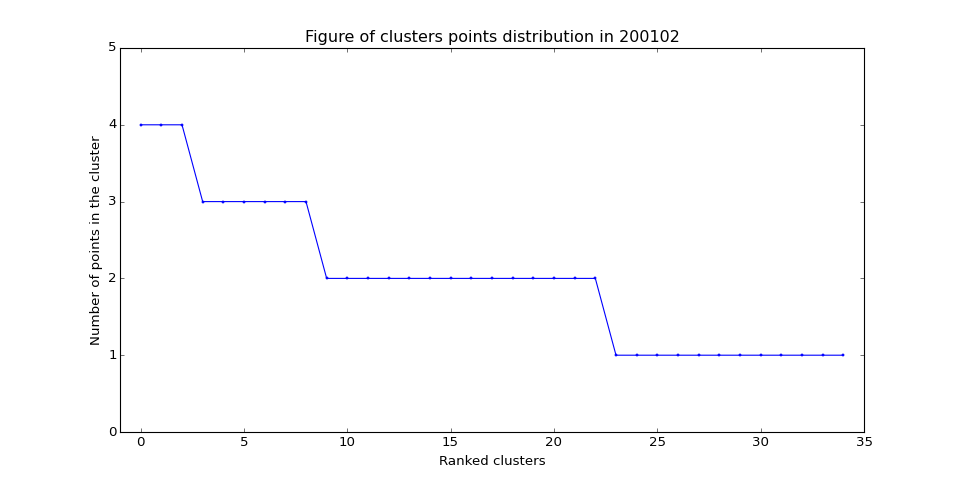 Figure of clusters points distribution in 200102
5
4
3
2
1
0
Number of points in the cluster
0 5 10 15 20 25 30 35
Ranked clusters